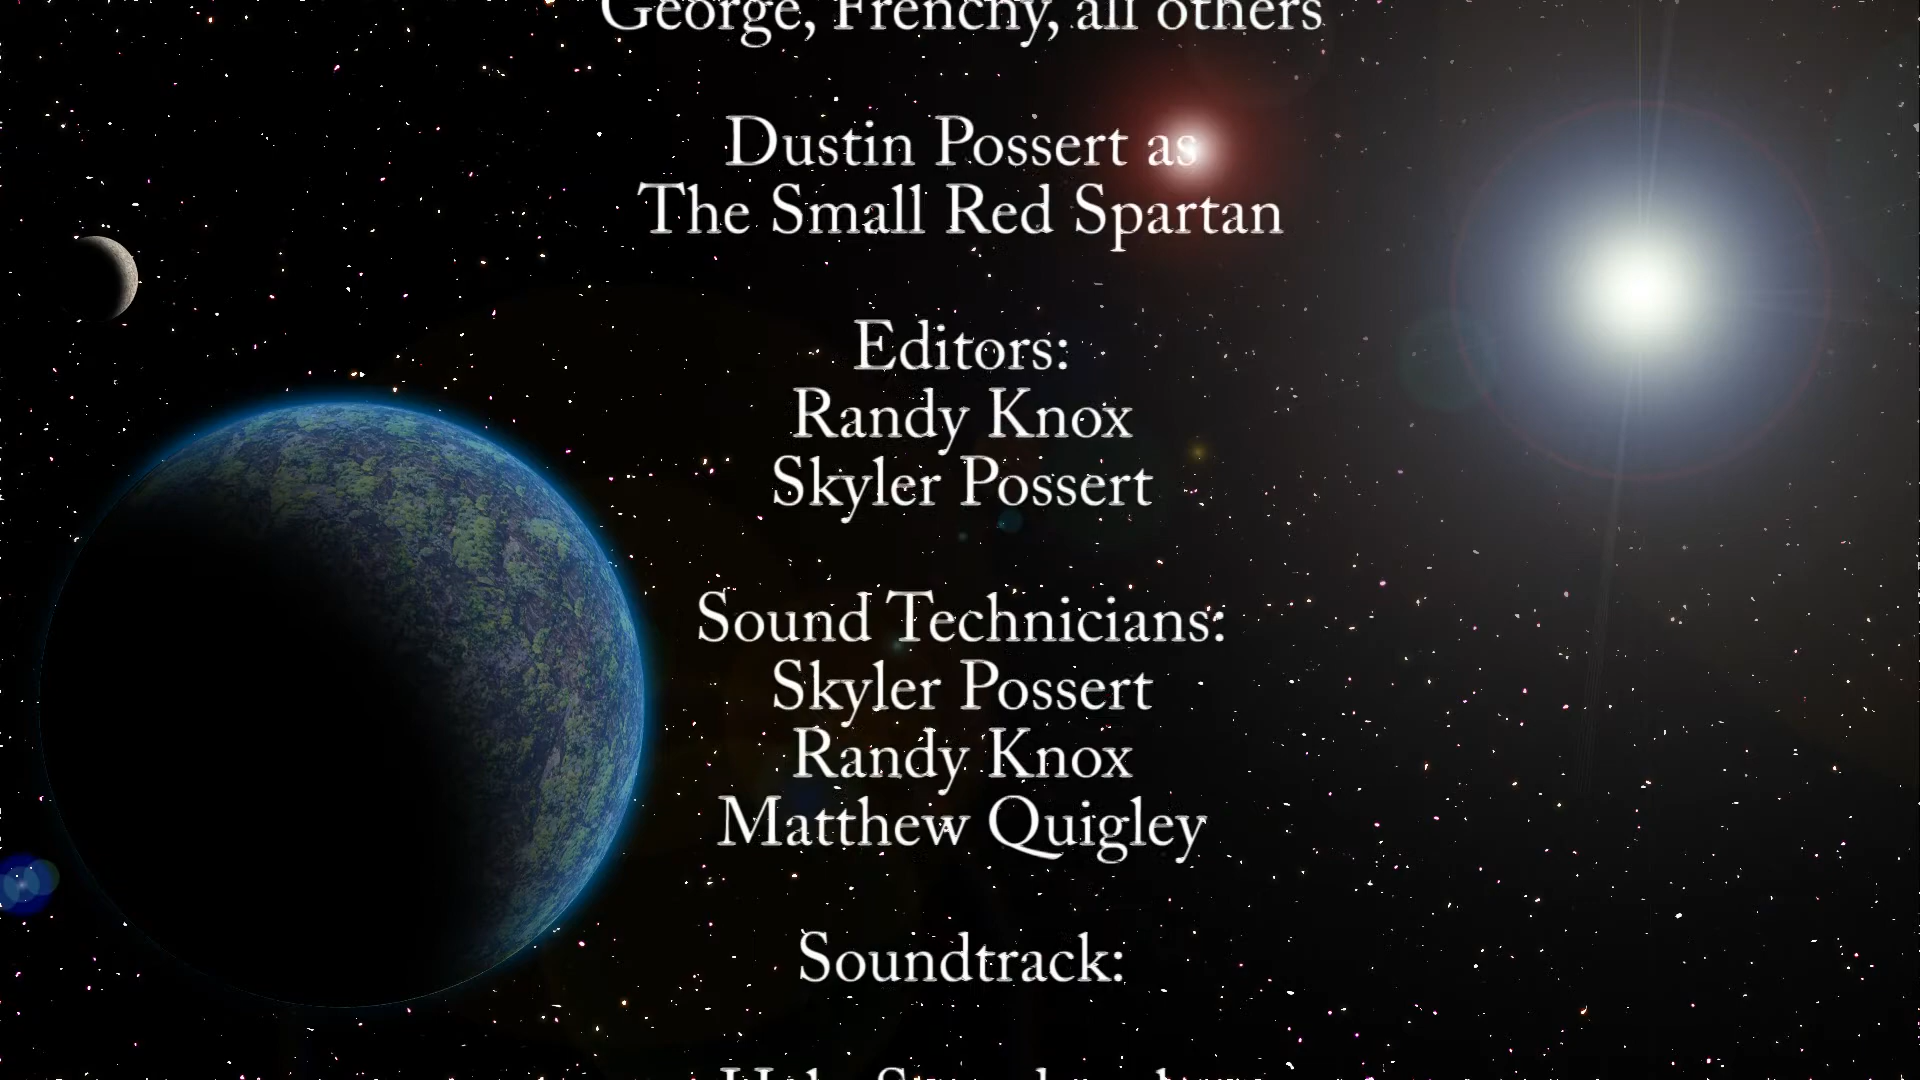 George, Frenchy, all others
Dustin Possert as
The Small Red Spartan
Editors:
Randy Knox
Skyler Possert
Sound Technicians:
Skyler Possert
Randy Knox
Matthew Quigley
Soundtrack: